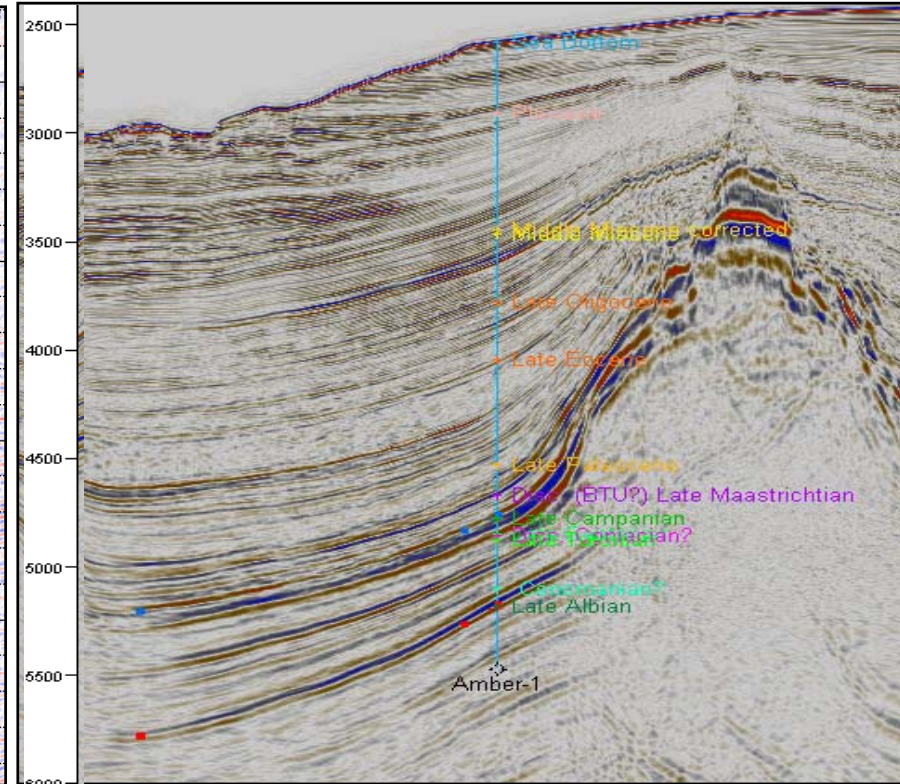 2500
Sea Bottom
Pliocene
3000
3500
Middle Miocene corrected
Late Oligocene
4000
Late Eocene
4500
Late Paleocene
(BTU?) Late Maastrichtian
Late Campanian
5000
Cenomanian?
Late Albian
5500
Amber-1
6000